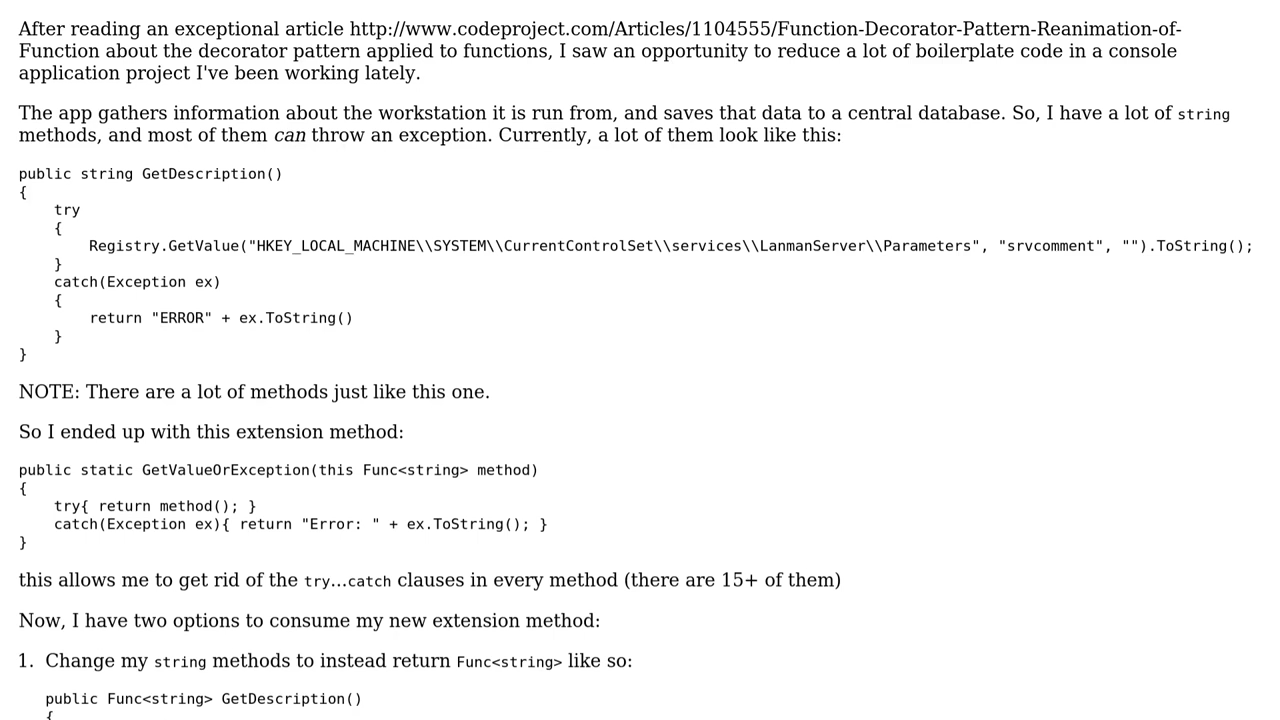 After reading an exceptional article http://www.codeproject.com/Articles/1104555/Function-Decorator-Pattern-Reanimation-of-
Function about the decorator pattern applied to functions, I saw an opportunity to reduce a lot of boilerplate code in a console
application project I've been working lately.
The app gathers information about the workstation it is run from, and saves that data to a central database. So, I have a lot of string
methods, and most of them can throw an exception. Currently, a lot of them look like this:
public string GetDescription()
{
    try
    {
        Registry.GetValue("HKEY_LOCAL_MACHINE\\SYSTEM\\CurrentControlSet\\services\\LanmanServer\\Parameters", "srvcomment", "").ToString();
    }
    catch(Exception ex)
    {
        return "ERROR" + ex.ToString()
    }
}
NOTE: There are a lot of methods just like this one.
So I ended up with this extension method:
public static GetValueOrException(this Func<string> method)
{
    try{ return method(); }
    catch(Exception ex){ return "Error: " + ex.ToString(); }
}
this allows me to get rid of the try...catch clauses in every method (there are 15+ of them)
Now, I have two options to consume my new extension method:
1. Change my string methods to instead return Func<string> like so:
public Func<string> GetDescription()
{